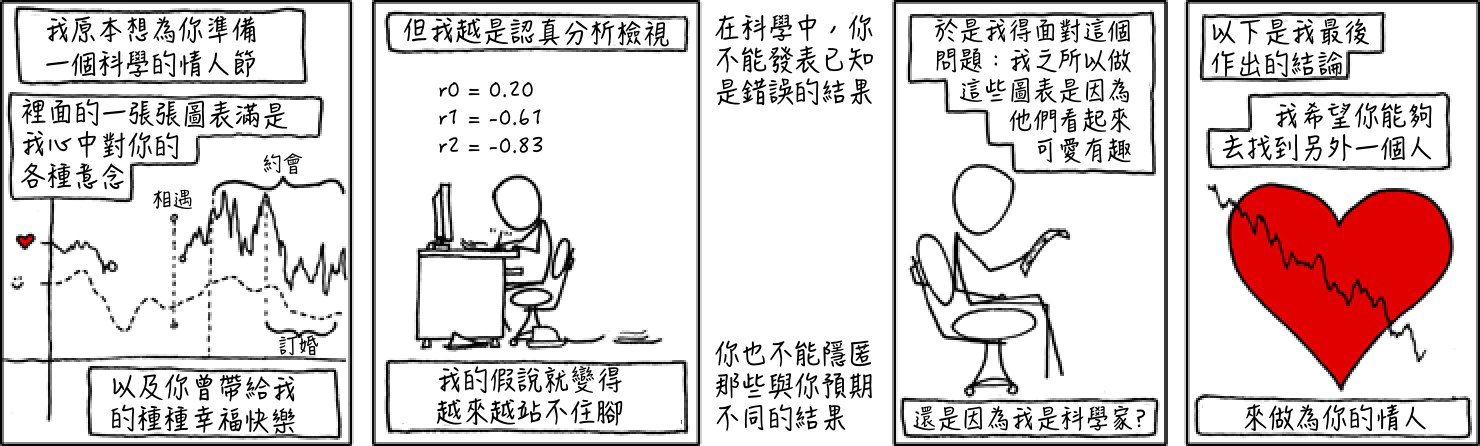 我原本想為你準備
一個科學的情人節
裡面的一張張圖表滿是
我心中對你的
各種意念
約會
相遇
訂婚
以及你曾帶給我
的種種幸福快樂
但我越是認真分析檢視
r0 = 0.20
r1 = -0.61
r2 = -0.83
我的假說就變得
越來越站不住腳
在科學中，你
不能發表已知
是錯誤的結果
你也不能隱匿
那些與你預期
不同的結果
於是我得面對這個
問題：我之所以做
這些圖表是因為
他們看起來
可愛有趣
還是因為我是科學家?
以下是我最後
作出的結論
我希望你能夠
去找到另外一個人
來做為你的情人